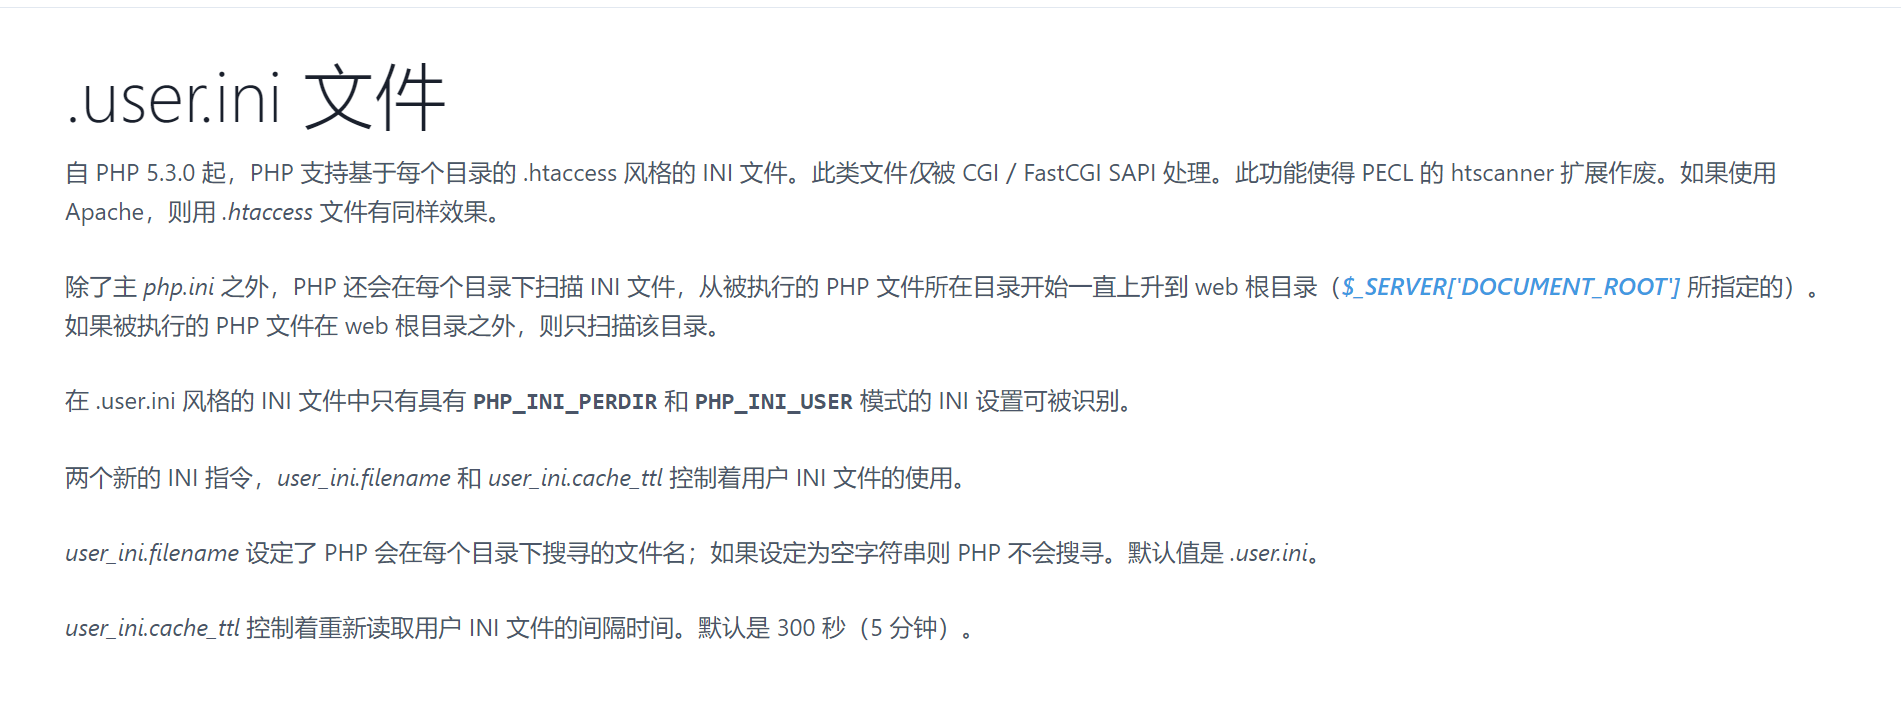 .user.ini 文件
自 PHP 5.3.0 起，PHP 支持基于每个目录的 .htaccess 风格的 INI 文件。此类文件仅被 CGI / FastCGI SAPI 处理。此功能使得 PECL 的 htscanner 扩展作废。如果使用
Apache，则用 .htaccess 文件有同样效果。
除了主 php.ini 之外，PHP 还会在每个目录下扫描 INI 文件，从被执行的 PHP 文件所在目录开始一直上升到 web 根目录（$_SERVER['DOCUMENT_ROOT'] 所指定的）。
如果被执行的 PHP 文件在 web 根目录之外，则只扫描该目录。
在 .user.ini 风格的 INI 文件中只有具有 PHP_INI_PERDIR 和 PHP_INI_USER 模式的 INI 设置可被识别。
两个新的 INI 指令，user_ini.filename 和 user_ini.cache_ttl 控制着用户 INI 文件的使用。
user_ini.filename 设定了 PHP 会在每个目录下搜寻的文件名；如果设定为空字符串则 PHP 不会搜寻。默认值是 .user.ini。
user_ini.cache_ttl 控制着重新读取用户 INI 文件的间隔时间。默认是 300 秒（5 分钟）。